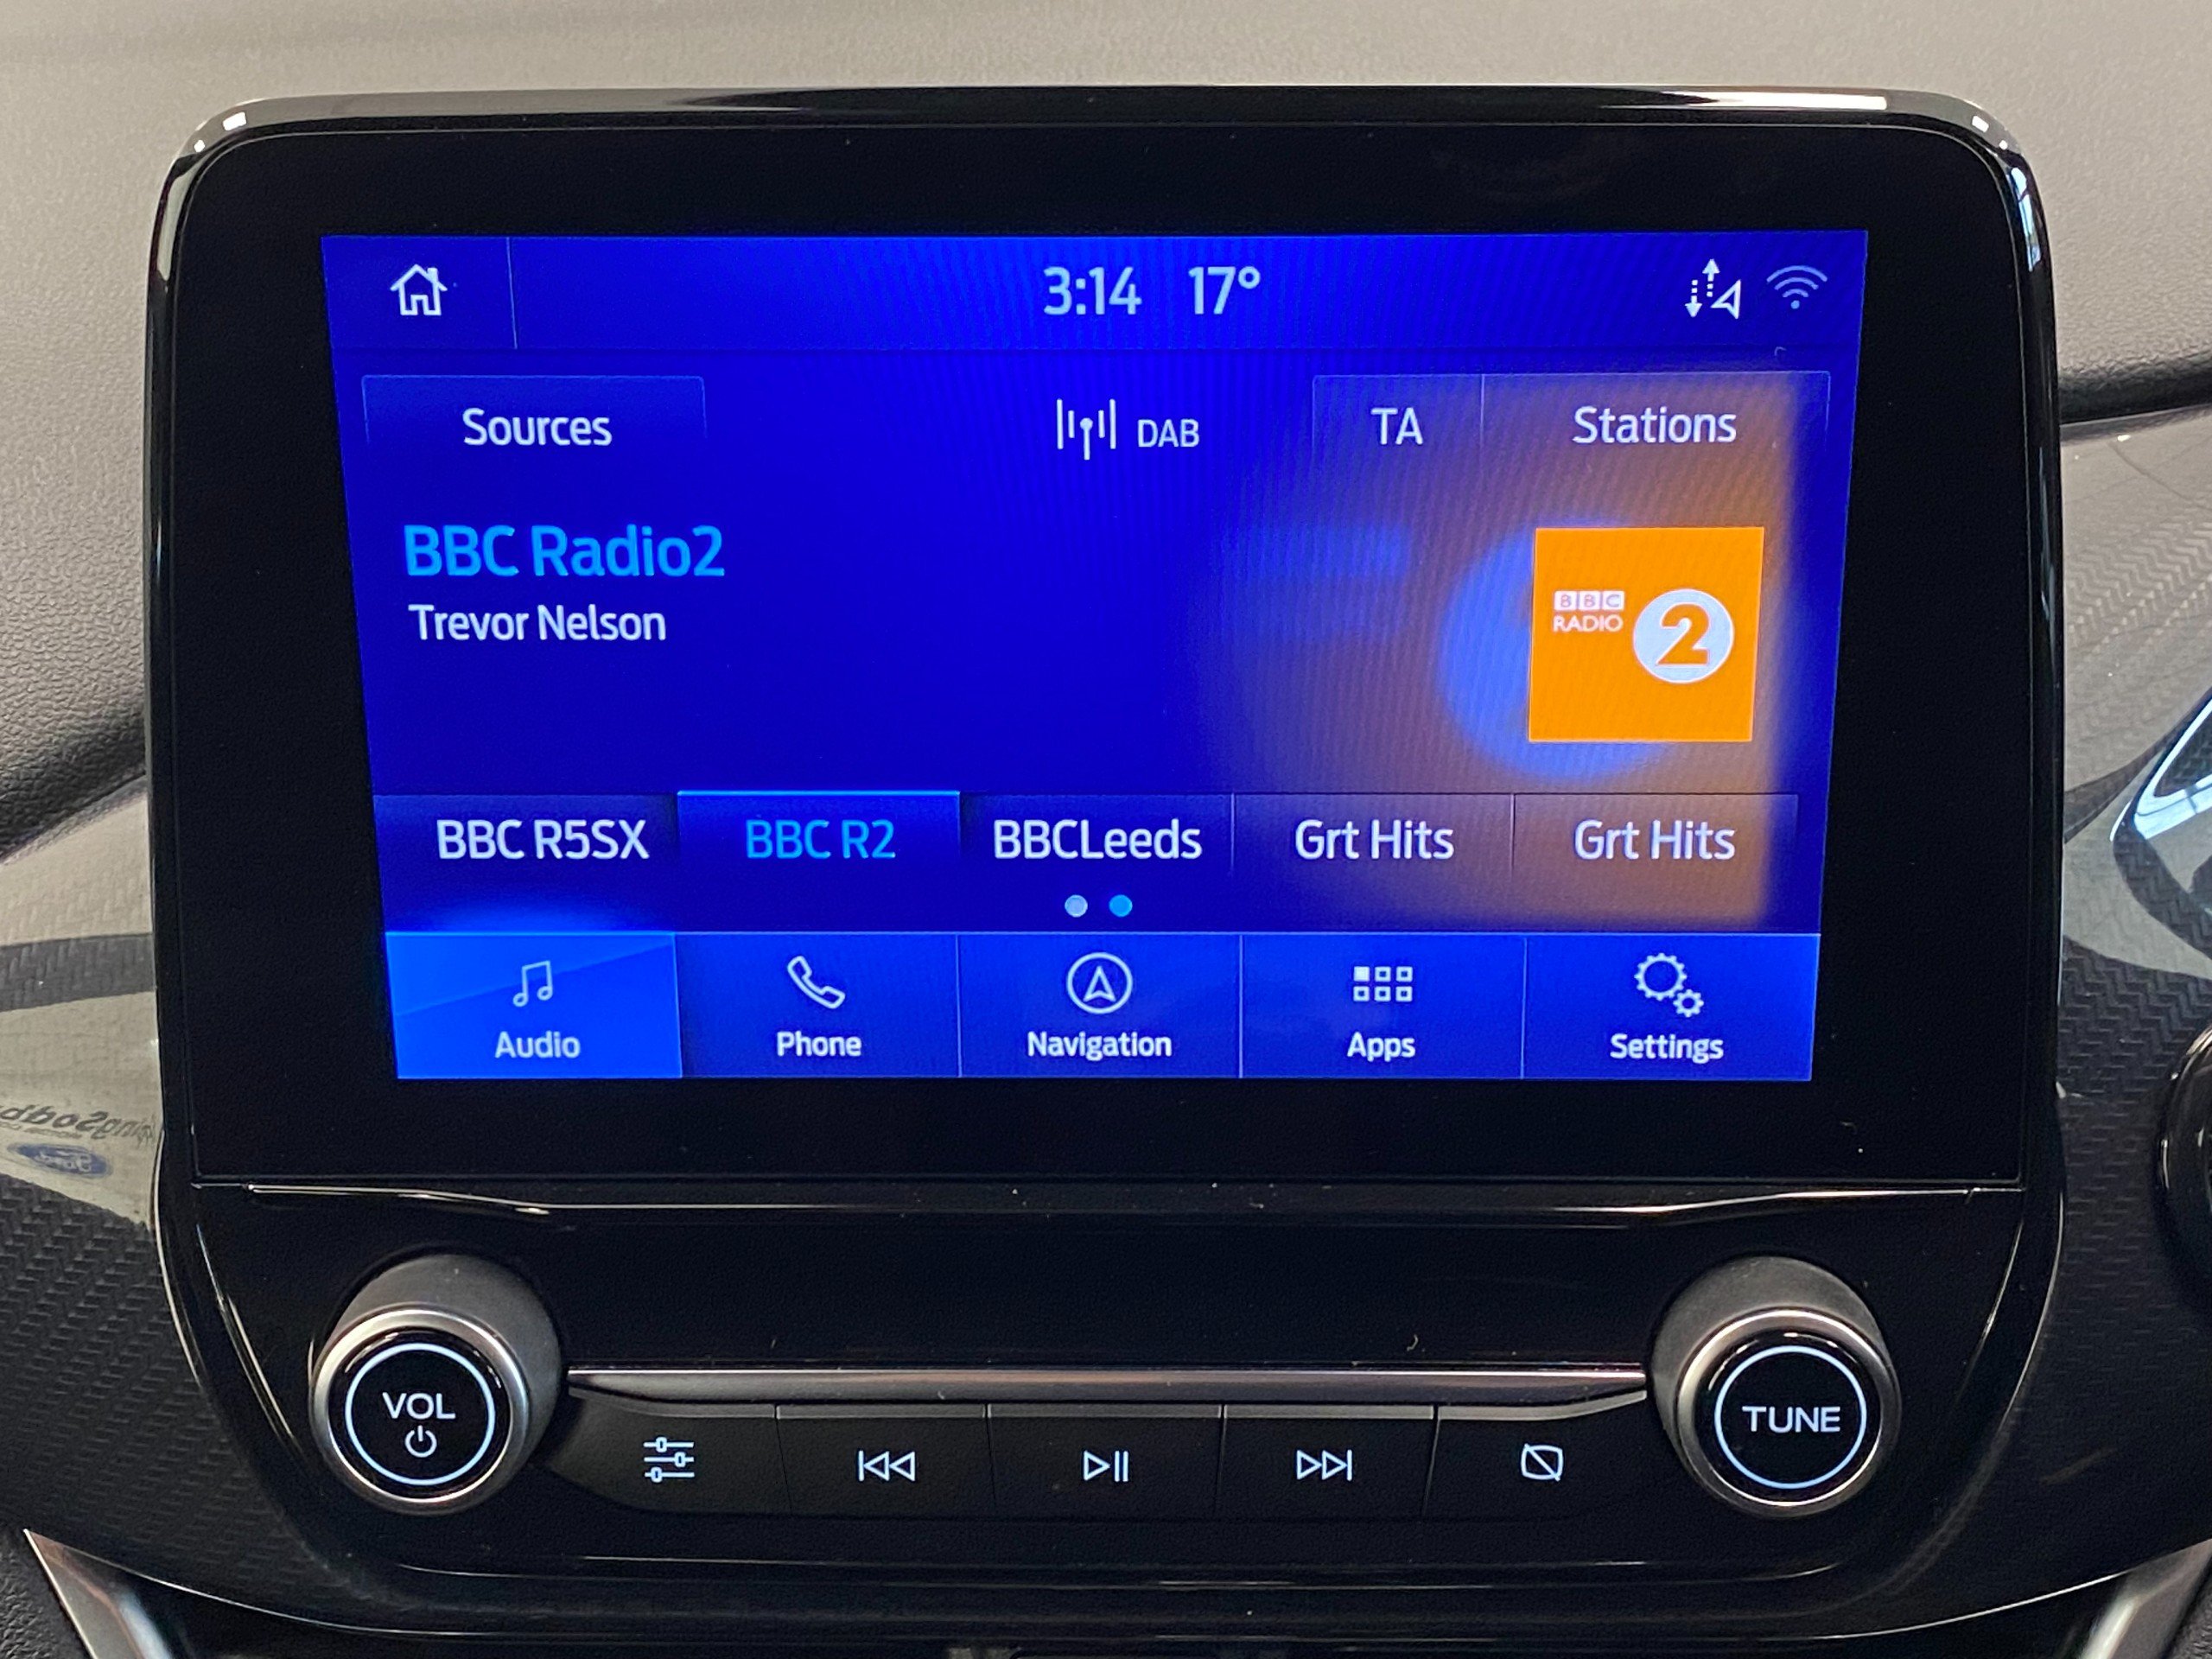 3:14 17°
Sources DAB TA Stations
BBC Radio2
Trevor Nelson
BBC
RADIO 2
BBC R5SX BBC R2 BBCLeeds Grt Hits Grt Hits
Audio Phone Navigation Apps Settings
VOL TUNE